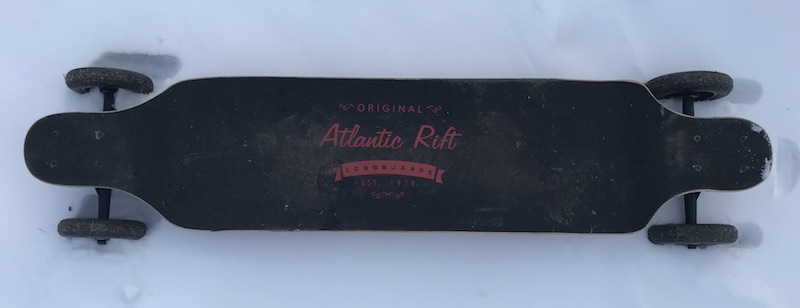 ORIGINAL
Atlantic Rift
LONGBOARDS
EST. 1979